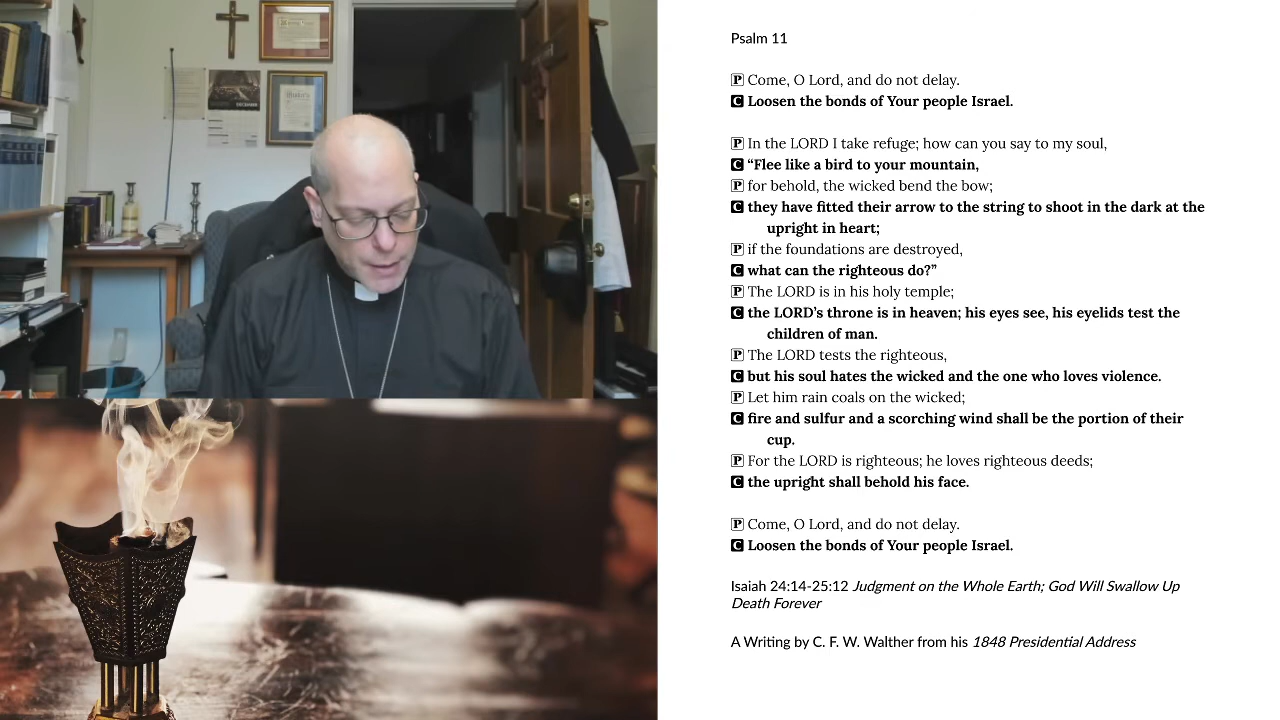 Psalm 11
P Come, O Lord, and do not delay.
C Loosen the bonds of Your people Israel.
P In the LORD I take refuge; how can you say to my soul,
C “Flee like a bird to your mountain,
P for behold, the wicked bend the bow;
C they have fitted their arrow to the string to shoot in the dark at the
upright in heart;
P if the foundations are destroyed,
C what can the righteous do?”
P The LORD is in his holy temple;
C the LORD’s throne is in heaven; his eyes see, his eyelids test the
children of man.
P The LORD tests the righteous,
C but his soul hates the wicked and the one who loves violence.
P Let him rain coals on the wicked;
C fire and sulfur and a scorching wind shall be the portion of their
cup.
P For the LORD is righteous; he loves righteous deeds;
C the upright shall behold his face.
P Come, O Lord, and do not delay.
C Loosen the bonds of Your people Israel.
Isaiah 24:14-25:12 Judgment on the Whole Earth; God Will Swallow Up
Death Forever
A Writing by C. F. W. Walther from his 1848 Presidential Address